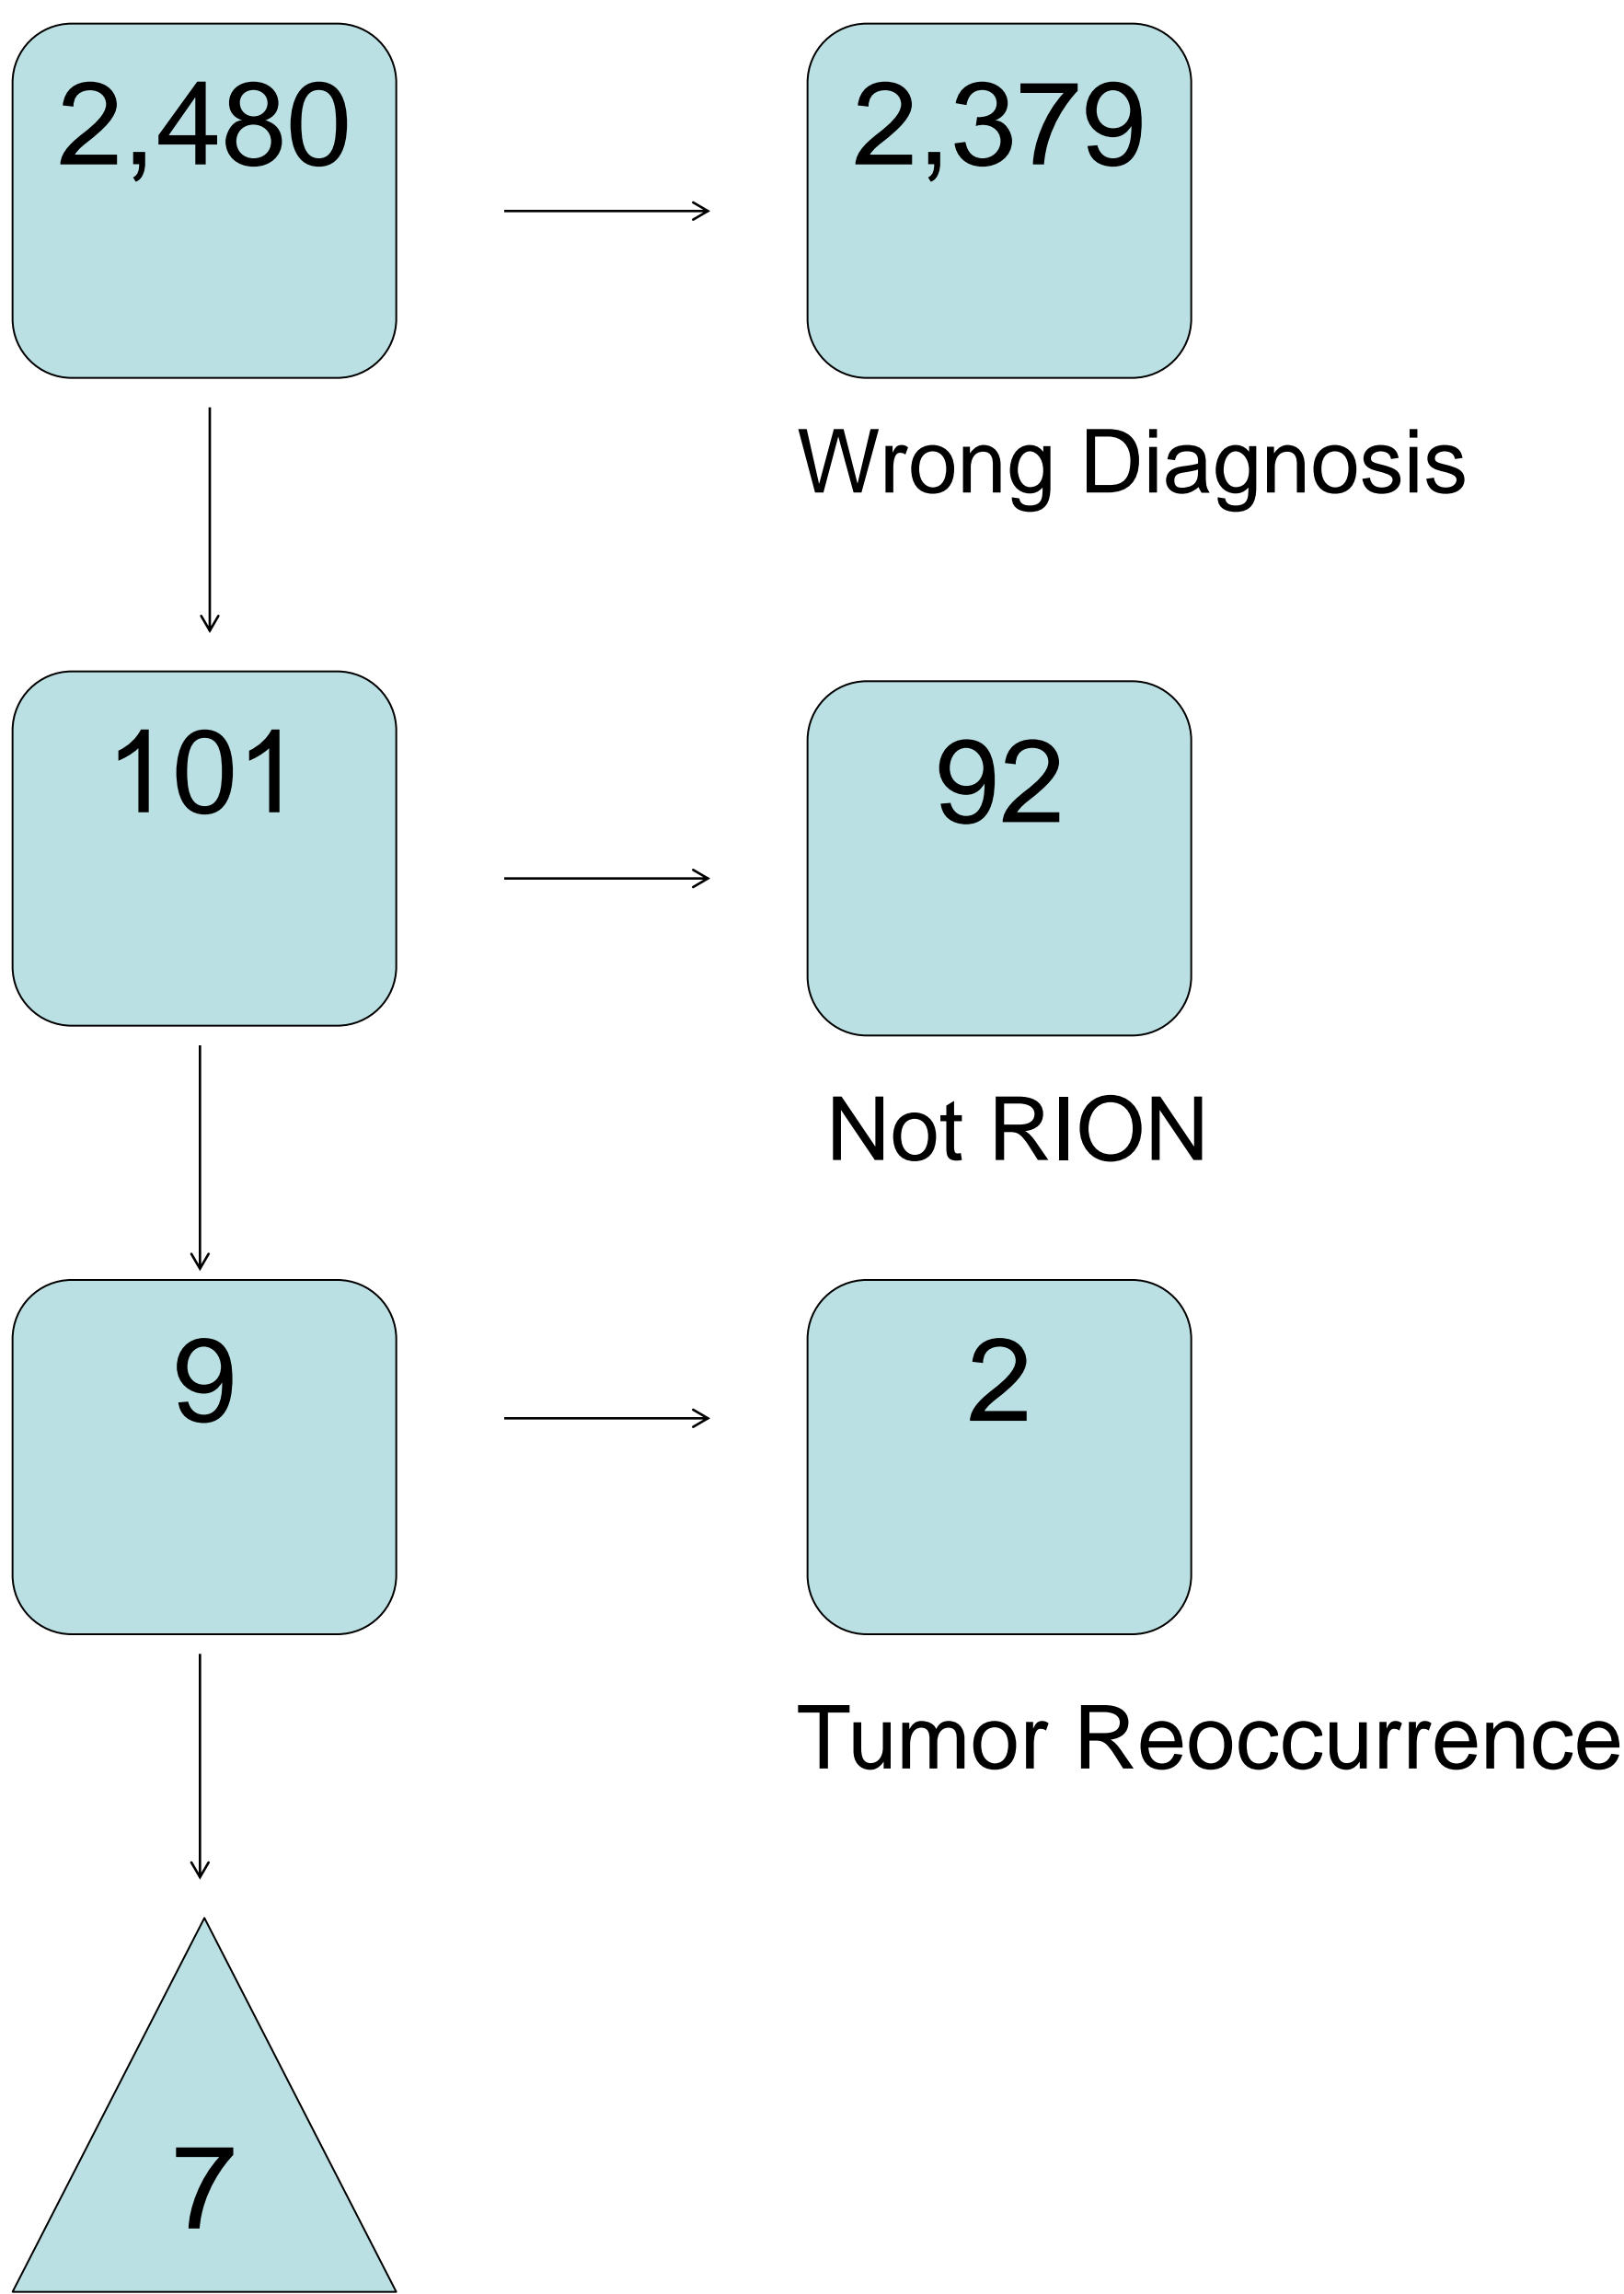 2,480
2,379
Wrong Diagnosis
101
92
Not RION
9
2
Tumor Reoccurrence
7